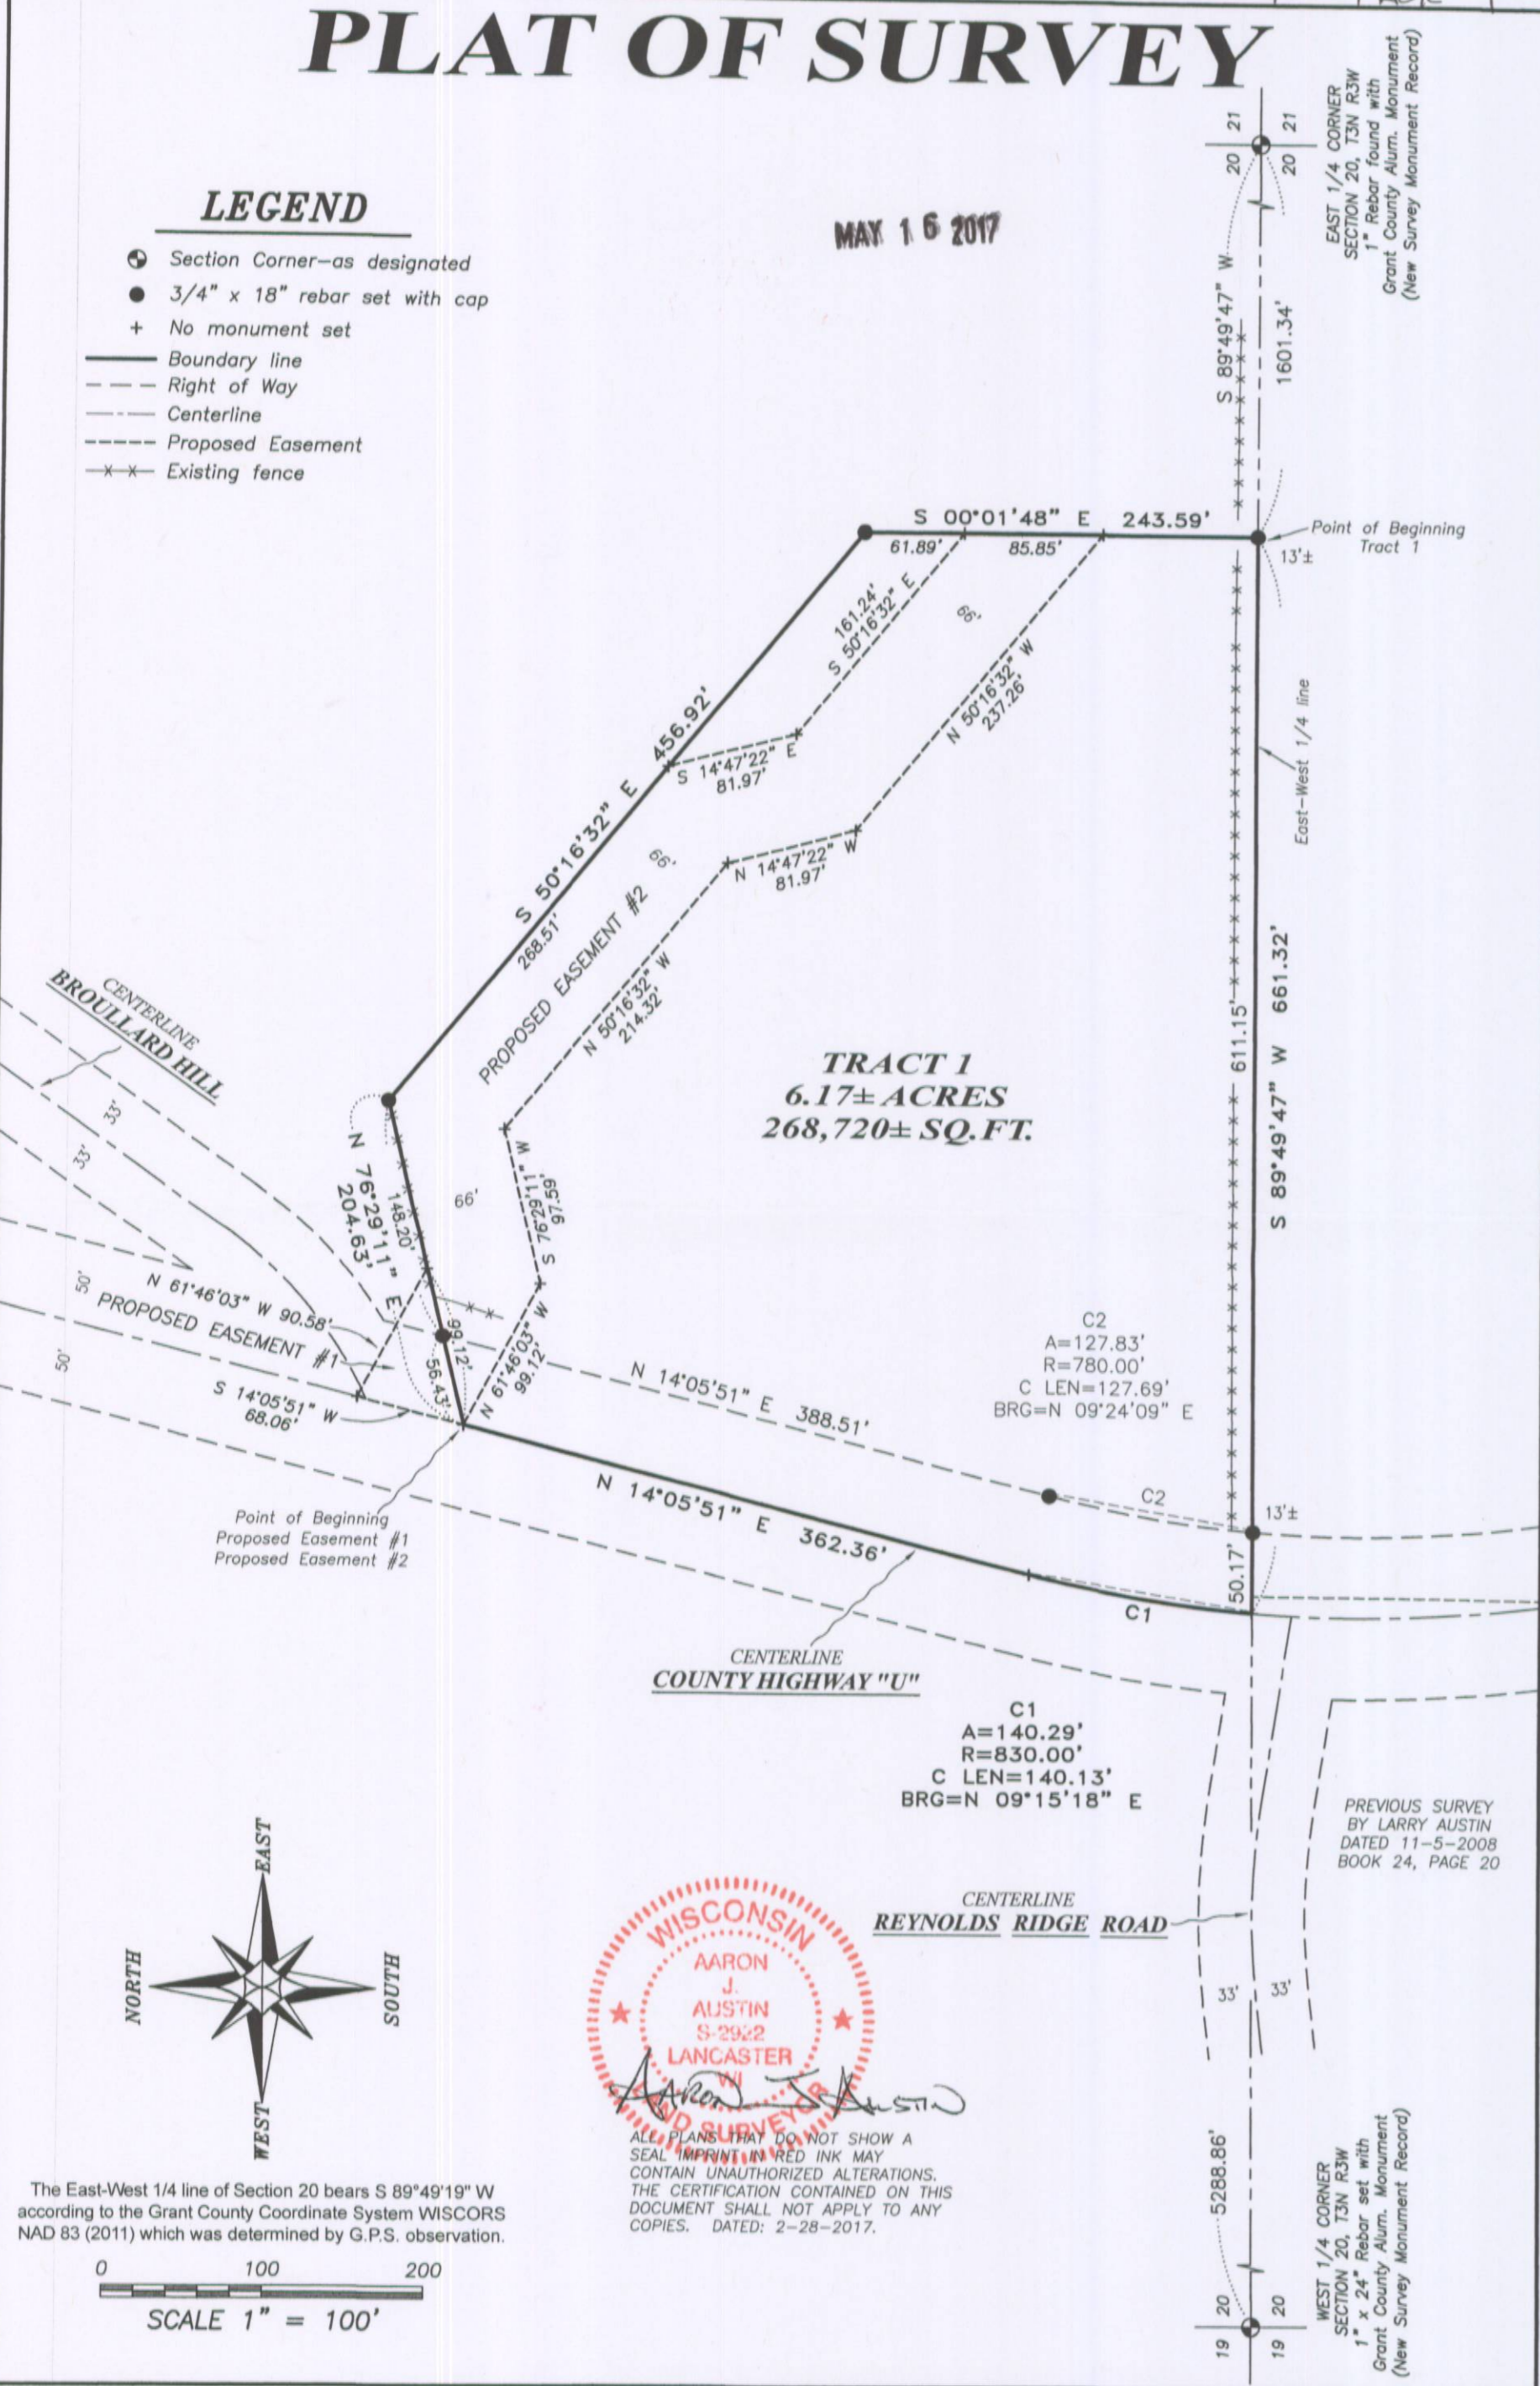 PLAT OF SURVEY
LEGEND
Section Corner—as designated
3/4" x 18" rebar set with cap
No monument set
Boundary line
Right of Way
Centerline
Proposed Easement
Existing fence
MAY 16 2017
20 21
20 21
EAST 1/4 CORNER
SECTION 20, T3N R3W
1" Rebar found with
Grant County Alum. Monument
(New Survey Monument Record)
S 89°49'47" W
1601.34'
S 00°01'48" E 243.59'
61.89'
85.85'
Point of Beginning
Tract 1
13'±
161.24'
S 50°16'32" E
66'
N 50°16'32" W
237.26'
East-West 1/4 line
S 50°16'32" E 456.92'
268.51'
S 14°47'22" E
81.97'
66'
N 14°47'22" W
81.97'
PROPOSED EASEMENT #2
N 50°16'32" W
214.32'
611.15'
S 89°49'47" W 661.32'
CENTERLINE
BROULLARD HILL
33'
33'
TRACT 1
6.17± ACRES
268,720± SQ.FT.
N 76°29'11" E
204.63'
148.20'
66'
S 76°29'11" W
97.59'
50'
50'
N 61°46'03" W 90.58'
PROPOSED EASEMENT #1
S 14°05'51" W
68.06'
99.12'
56.43'
N 61°46'03" W
99.12'
N 14°05'51" E 388.51'
C2
A=127.83'
R=780.00'
C LEN=127.69'
BRG=N 09°24'09" E
C2
13'±
50.17'
Point of Beginning
Proposed Easement #1
Proposed Easement #2
N 14°05'51" E 362.36'
C1
CENTERLINE
COUNTY HIGHWAY "U"
C1
A=140.29'
R=830.00'
C LEN=140.13'
BRG=N 09°15'18" E
PREVIOUS SURVEY
BY LARRY AUSTIN
DATED 11-5-2008
BOOK 24, PAGE 20
CENTERLINE
REYNOLDS RIDGE ROAD
33'
33'
EAST
NORTH
SOUTH
WEST
WISCONSIN
AARON
J.
AUSTIN
S-2922
LANCASTER
WI
LAND SURVEYOR
Aaron J Austin
ALL PLANS THAT DO NOT SHOW A
SEAL IMPRINT IN RED INK MAY
CONTAIN UNAUTHORIZED ALTERATIONS.
THE CERTIFICATION CONTAINED ON THIS
DOCUMENT SHALL NOT APPLY TO ANY
COPIES. DATED: 2-28-2017.
The East-West 1/4 line of Section 20 bears S 89°49'19" W
according to the Grant County Coordinate System WISCORS
NAD 83 (2011) which was determined by G.P.S. observation.
0 100 200
SCALE 1" = 100'
5288.86'
19 20
19 20
WEST 1/4 CORNER
SECTION 20, T3N R3W
1" x 24" Rebar set with
Grant County Alum. Monument
(New Survey Monument Record)